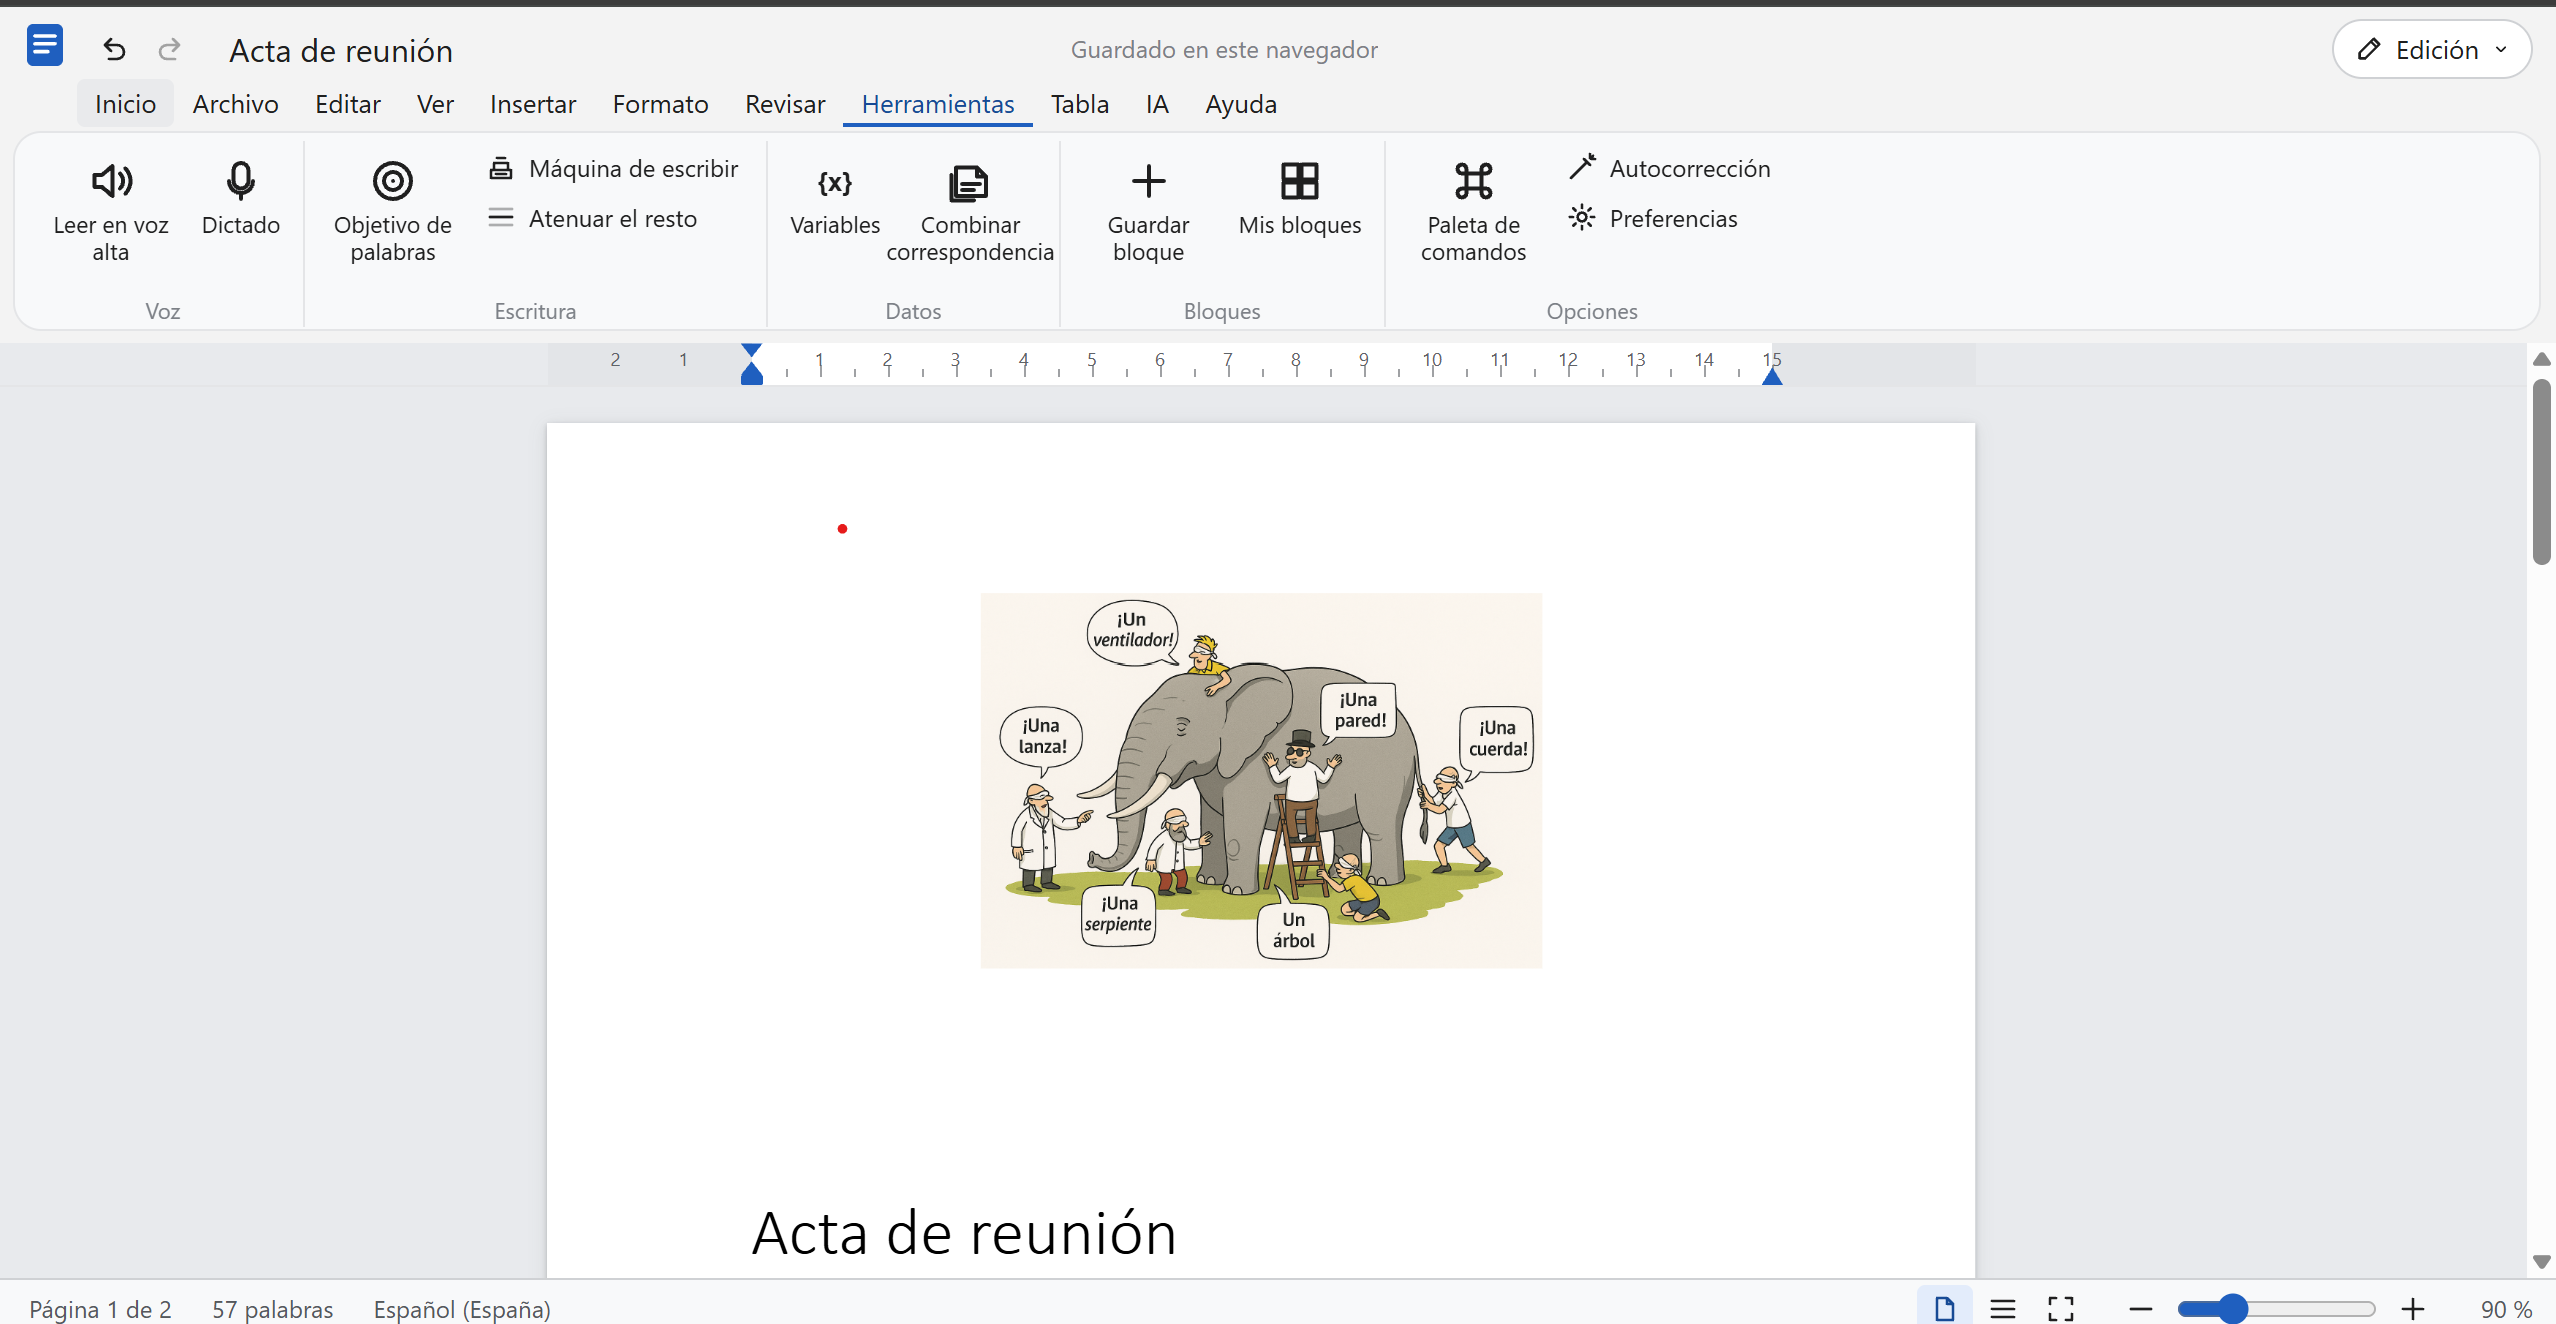 Acta de reunión
Guardado en este navegador
Edición
Inicio Archivo Editar Ver Insertar Formato Revisar Herramientas Tabla IA Ayuda
Leer en voz
alta
Dictado
Voz
Objetivo de
palabras
Máquina de escribir
Atenuar el resto
Escritura
{x}
Variables
Combinar
correspondencia
Datos
Guardar
bloque
Mis bloques
Bloques
Paleta de
comandos
Autocorrección
Preferencias
Opciones
2 1 1 2 3 4 5 6 7 8 9 10 11 12 13 14 15
¡Un
ventilador!
¡Una
pared!
¡Una
lanza!
¡Una
cuerda!
¡Una
serpiente
Un
árbol
Acta de reunión
Página 1 de 2 57 palabras Español (España) 90 %